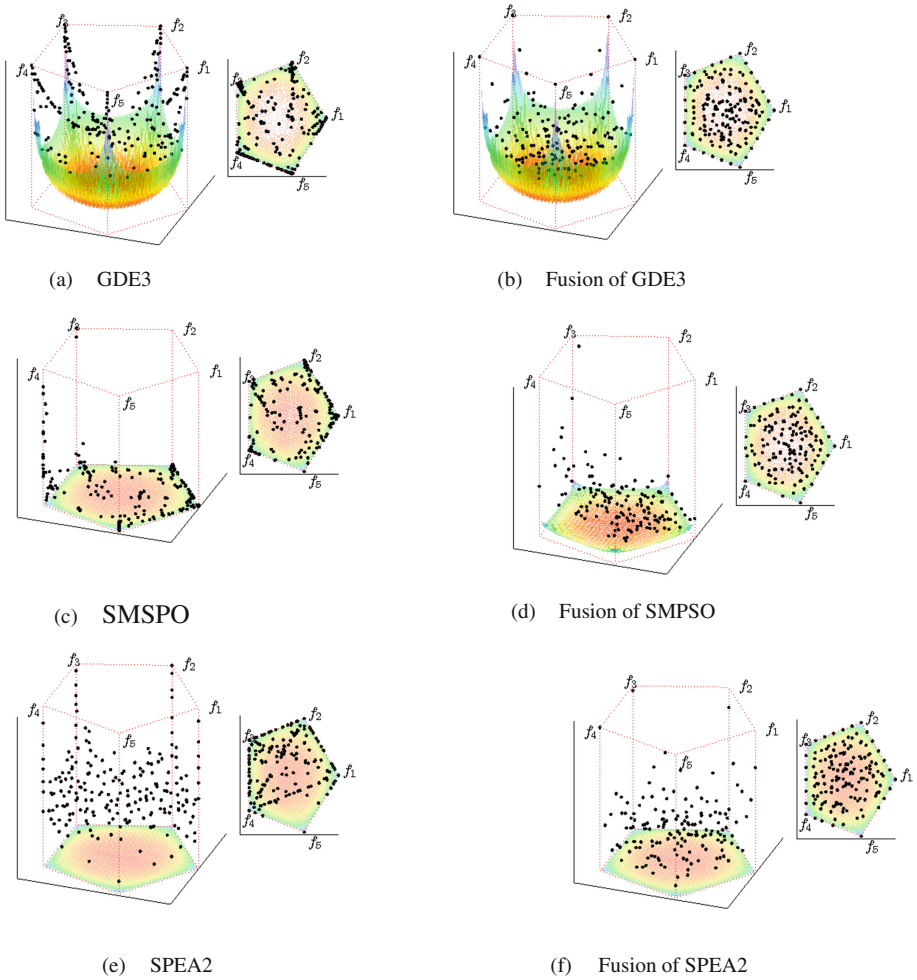 f3 f2
f4 f1
f5
f2
f3
f1
f4
f5
f3 f2
f4 f1
f5
f2
f3
f1
f4
f5
(a) GDE3
(b) Fusion of GDE3
f3 f2
f4 f1
f5
f2
f3
f1
f4
f5
f3 f2
f4 f1
f5
f2
f3
f1
f4
f5
(c) SMSPO
(d) Fusion of SMPSO
f3 f2
f4 f1
f5
f2
f3
f1
f4
f5
f3 f2
f4 f1
f5
f2
f3
f1
f4
f5
(e) SPEA2
(f) Fusion of SPEA2